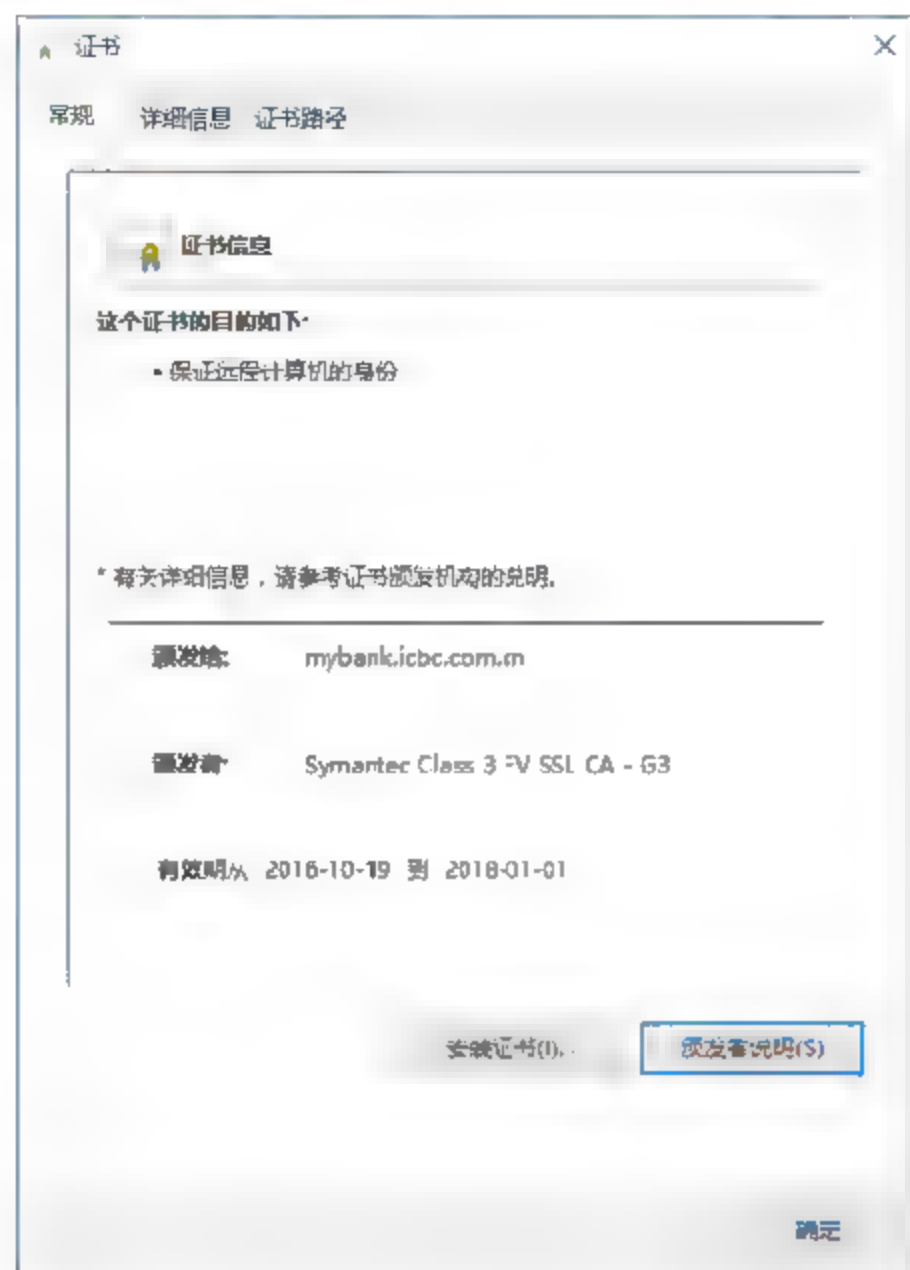 证书
常规 详细信息 证书路径
证书信息
这个证书的目的如下:
• 保证远程计算机的身份
* 有关详细信息，请参考证书颁发机构的说明。
颁发给: mybank.icbc.com.cn
颁发者: Symantec Class 3 EV SSL CA - G3
有效期从 2016-10-19 到 2018-01-01
安装证书(I)... 颁发者说明(S)
确定